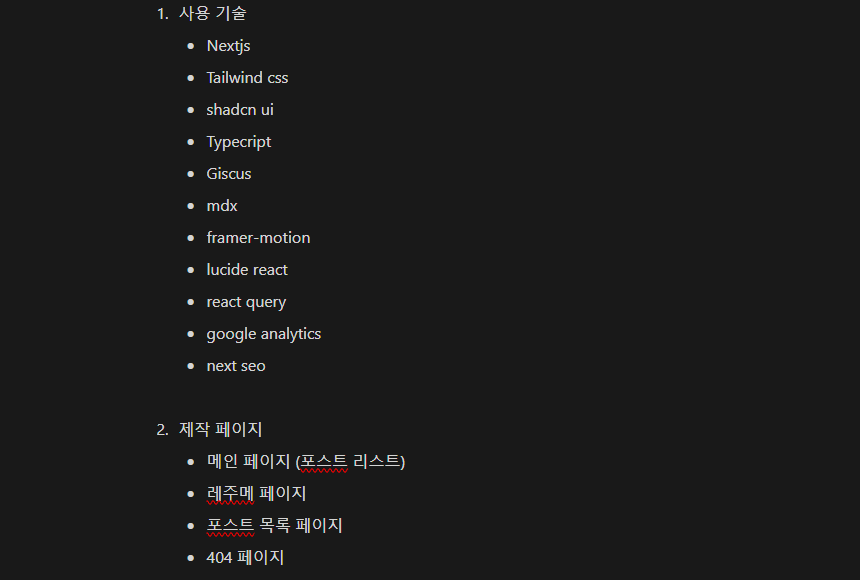 1. 사용 기술
• Nextjs
• Tailwind css
• shadcn ui
• Typecript
• Giscus
• mdx
• framer-motion
• lucide react
• react query
• google analytics
• next seo
2. 제작 페이지
• 메인 페이지 (포스트 리스트)
• 레주메 페이지
• 포스트 목록 페이지
• 404 페이지